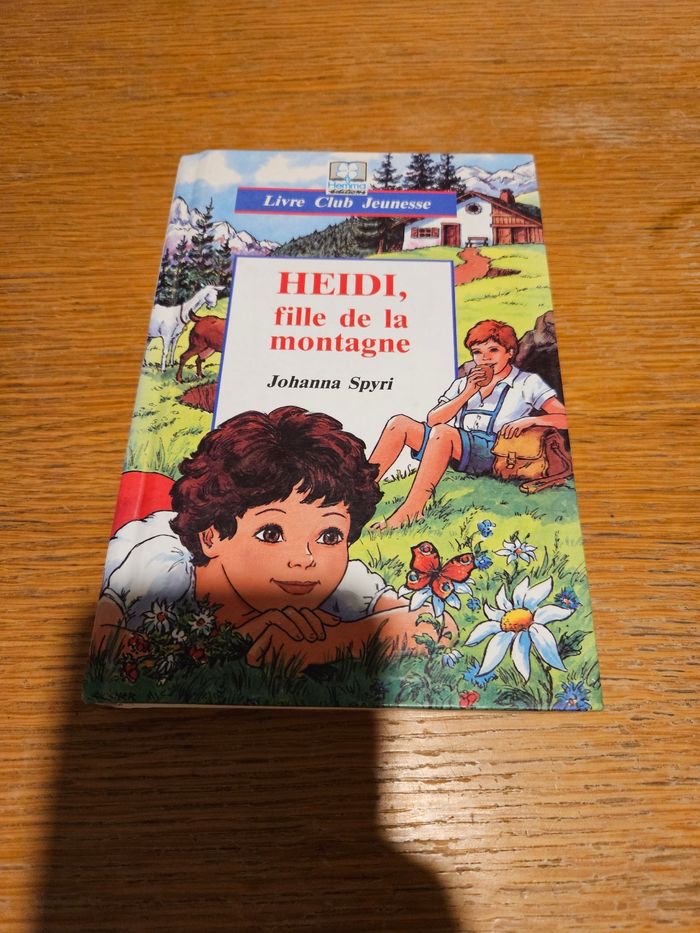 Hemma
éditions
Livre Club Jeunesse
HEIDI,
fille de la
montagne
Johanna Spyri